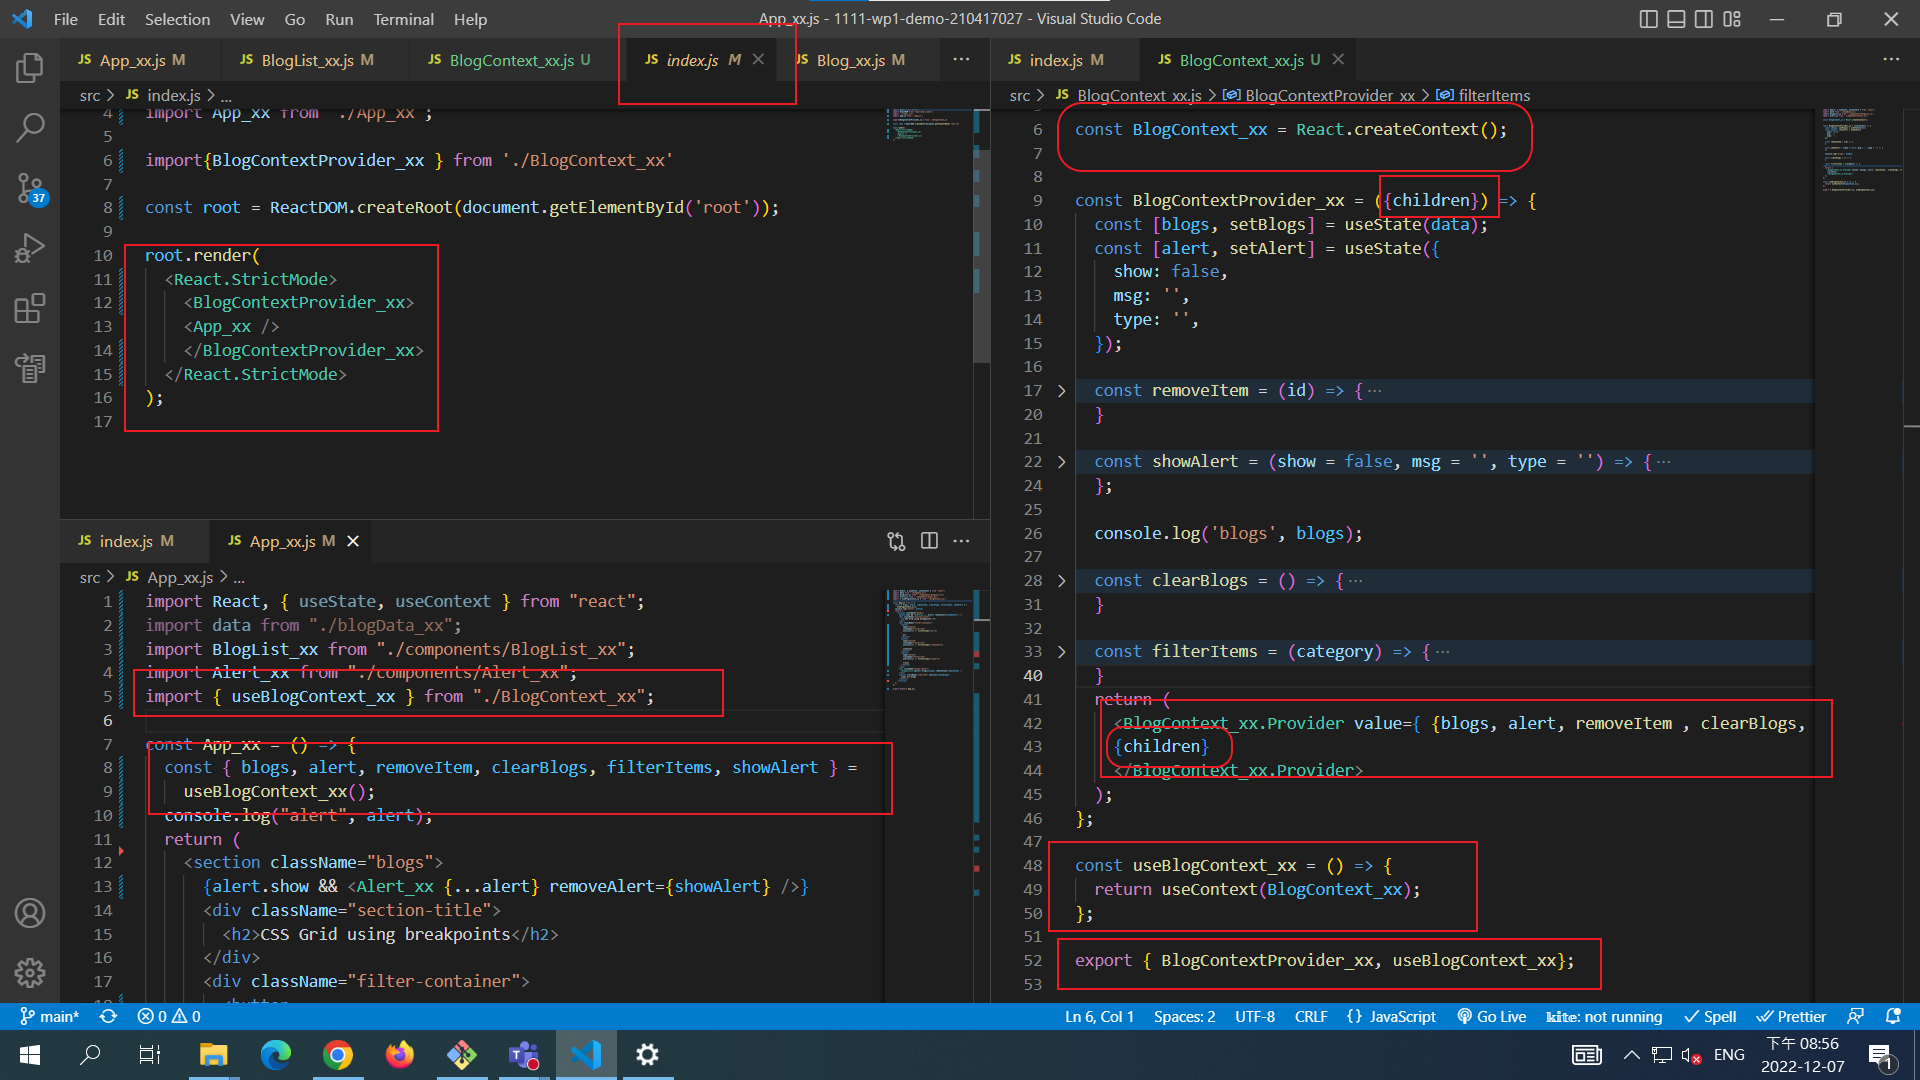 File Edit Selection View Go Run Terminal Help
App_xx.js - 1111-wp1-demo-210417027 - Visual Studio Code
JS App_xx.js M
JS BlogList_xx.js M
JS BlogContext_xx.js U
JS index.js M
JS Blog_xx.js M
src > JS index.js > ...
4 import App_xx from './App_xx';
5
6 import{BlogContextProvider_xx } from './BlogContext_xx'
7
8 const root = ReactDOM.createRoot(document.getElementById('root'));
9
10 root.render(
11 <React.StrictMode>
12 <BlogContextProvider_xx>
13 <App_xx />
14 </BlogContextProvider_xx>
15 </React.StrictMode>
16 );
17
37
JS index.js M
JS App_xx.js M
src > JS App_xx.js > ...
1 import React, { useState, useContext } from "react";
2 import data from "./blogData_xx";
3 import BlogList_xx from "./components/BlogList_xx";
4 import Alert_xx from "./components/Alert_xx";
5 import { useBlogContext_xx } from "./BlogContext_xx";
6
7 const App_xx = () => {
8 const { blogs, alert, removeItem, clearBlogs, filterItems, showAlert } =
9 useBlogContext_xx();
10 console.log("alert", alert);
11 return (
12 <section className="blogs">
13 {alert.show && <Alert_xx {...alert} removeAlert={showAlert} />}
14 <div className="section-title">
15 <h2>CSS Grid using breakpoints</h2>
16 </div>
17 <div className="filter-container">
18 <button
JS index.js M
JS BlogContext_xx.js U
src > JS BlogContext_xx.js > BlogContextProvider_xx > filterItems
6 const BlogContext_xx = React.createContext();
7
8
9 const BlogContextProvider_xx = ({children}) => {
10 const [blogs, setBlogs] = useState(data);
11 const [alert, setAlert] = useState({
12 show: false,
13 msg: '',
14 type: '',
15 });
16
17 const removeItem = (id) => { ...
20 }
21
22 const showAlert = (show = false, msg = '', type = '') => { ...
24 };
25
26 console.log('blogs', blogs);
27
28 const clearBlogs = () => { ...
31 }
32
33 const filterItems = (category) => { ...
40 }
41 return (
42 <BlogContext_xx.Provider value={ {blogs, alert, removeItem , clearBlogs,
43 {children}
44 </BlogContext_xx.Provider>
45 );
46 };
47
48 const useBlogContext_xx = () => {
49 return useContext(BlogContext_xx);
50 };
51
52 export { BlogContextProvider_xx, useBlogContext_xx};
53
main* 0 0
Ln 6, Col 1 Spaces: 2 UTF-8 CRLF {} JavaScript Go Live kite: not running Spell Prettier
ENG
下午 08:56
2022-12-07
1